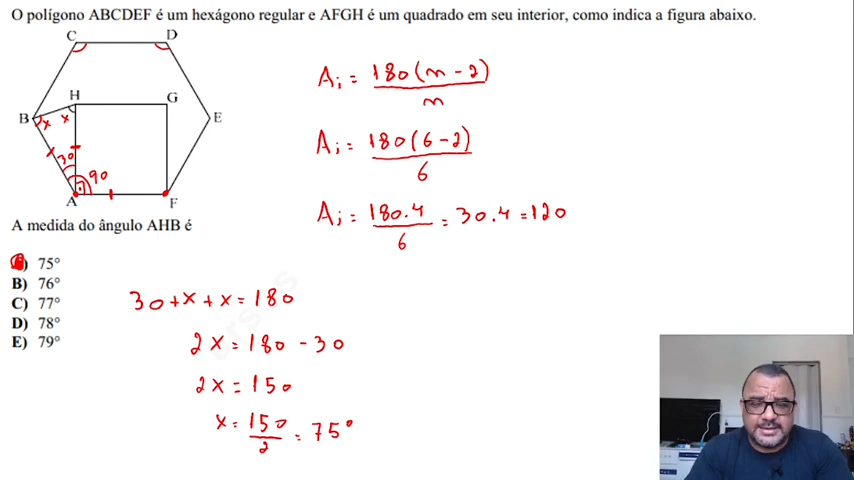 O polígono ABCDEF é um hexágono regular e AFGH é um quadrado em seu interior, como indica a figura abaixo.
C D
H G
B x x E
30 90
A F
Ai = 180(n - 2) / n
Ai = 180(6 - 2) / 6
Ai = 180.4 / 6 = 30.4 = 120
A medida do ângulo AHB é
75°
B) 76°
C) 77°
D) 78°
E) 79°
30 + x + x = 180
2x = 180 - 30
2x = 150
x = 150 / 2 = 75°